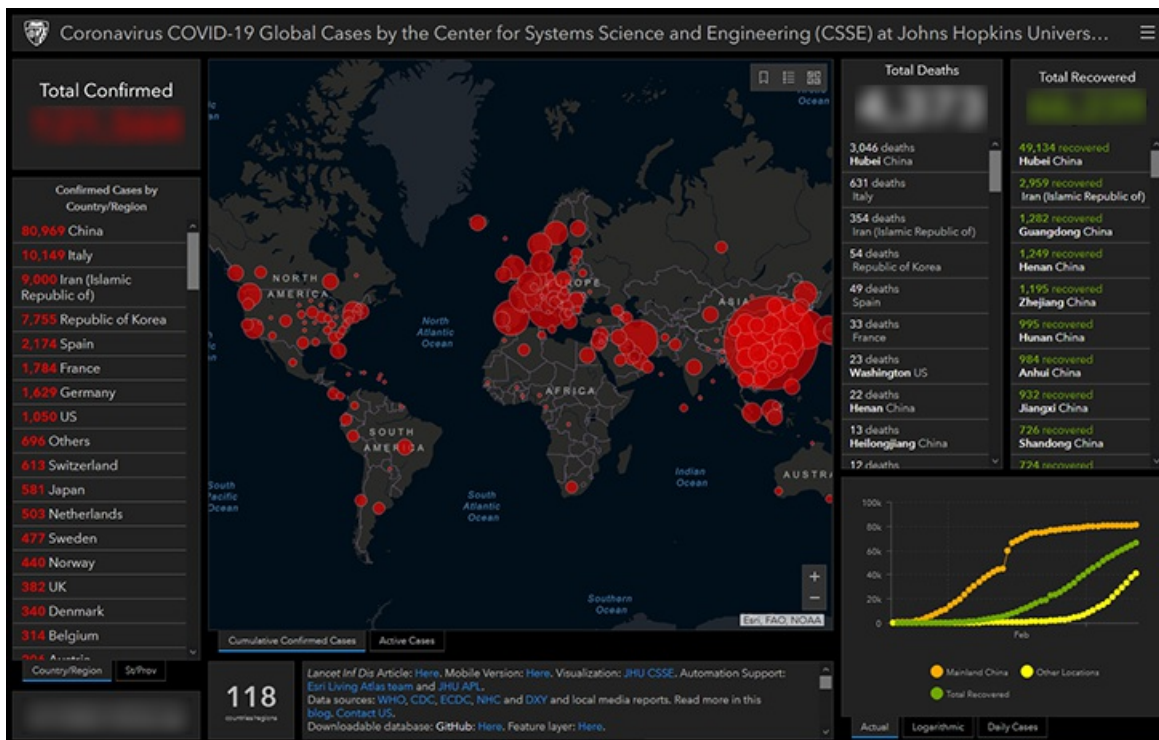 Coronavirus COVID-19 Global Cases by the Center for Systems Science and Engineering (CSSE) at Johns Hopkins Univers...
Total Confirmed
Confirmed Cases by
Country/Region
80,969 China
10,149 Italy
9,000 Iran (Islamic
Republic of)
7,755 Republic of Korea
2,174 Spain
1,784 France
1,629 Germany
1,050 US
696 Others
613 Switzerland
581 Japan
503 Netherlands
477 Sweden
440 Norway
382 UK
340 Denmark
314 Belgium
Country/Region
St/Prov
Arctic
Ocean
NORTH
AMERICA
North
Atlantic
Ocean
ASIA
AFRICA
SOUTH
AMERICA
South
Pacific
Ocean
South
Atlantic
Ocean
Indian
Ocean
AUSTR
Southern
Ocean
+
−
Esri, FAO, NOAA
Cumulative Confirmed Cases
Active Cases
118
countries/regions
Lancet Inf Dis Article: Here. Mobile Version: Here. Visualization: JHU CSSE. Automation Support:
Esri Living Atlas team and JHU APL.
Data sources: WHO, CDC, ECDC, NHC and DXY and local media reports. Read more in this
blog. Contact US.
Downloadable database: GitHub: Here. Feature layer: Here.
Total Deaths
3,046 deaths
Hubei China
631 deaths
Italy
354 deaths
Iran (Islamic Republic of)
54 deaths
Republic of Korea
49 deaths
Spain
33 deaths
France
23 deaths
Washington US
22 deaths
Henan China
13 deaths
Heilongjiang China
12 deaths
Total Recovered
49,134 recovered
Hubei China
2,959 recovered
Iran (Islamic Republic of)
1,282 recovered
Guangdong China
1,249 recovered
Henan China
1,195 recovered
Zhejiang China
995 recovered
Hunan China
984 recovered
Anhui China
932 recovered
Jiangxi China
726 recovered
Shandong China
724 recovered
100k
80k
60k
40k
20k
0
Feb
Mainland China
Other Locations
Total Recovered
Actual
Logarithmic
Daily Cases